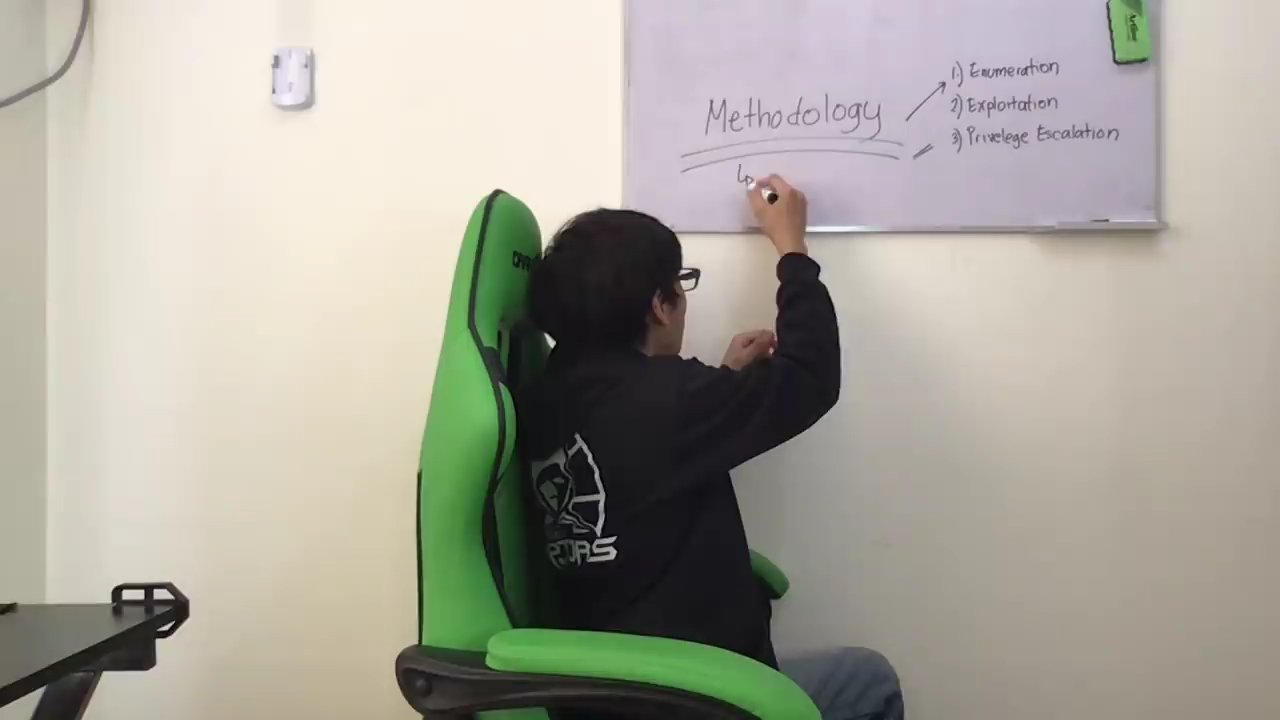 Methodology
1) Enumeration
2) Exploitation
3) Privelege Escalation